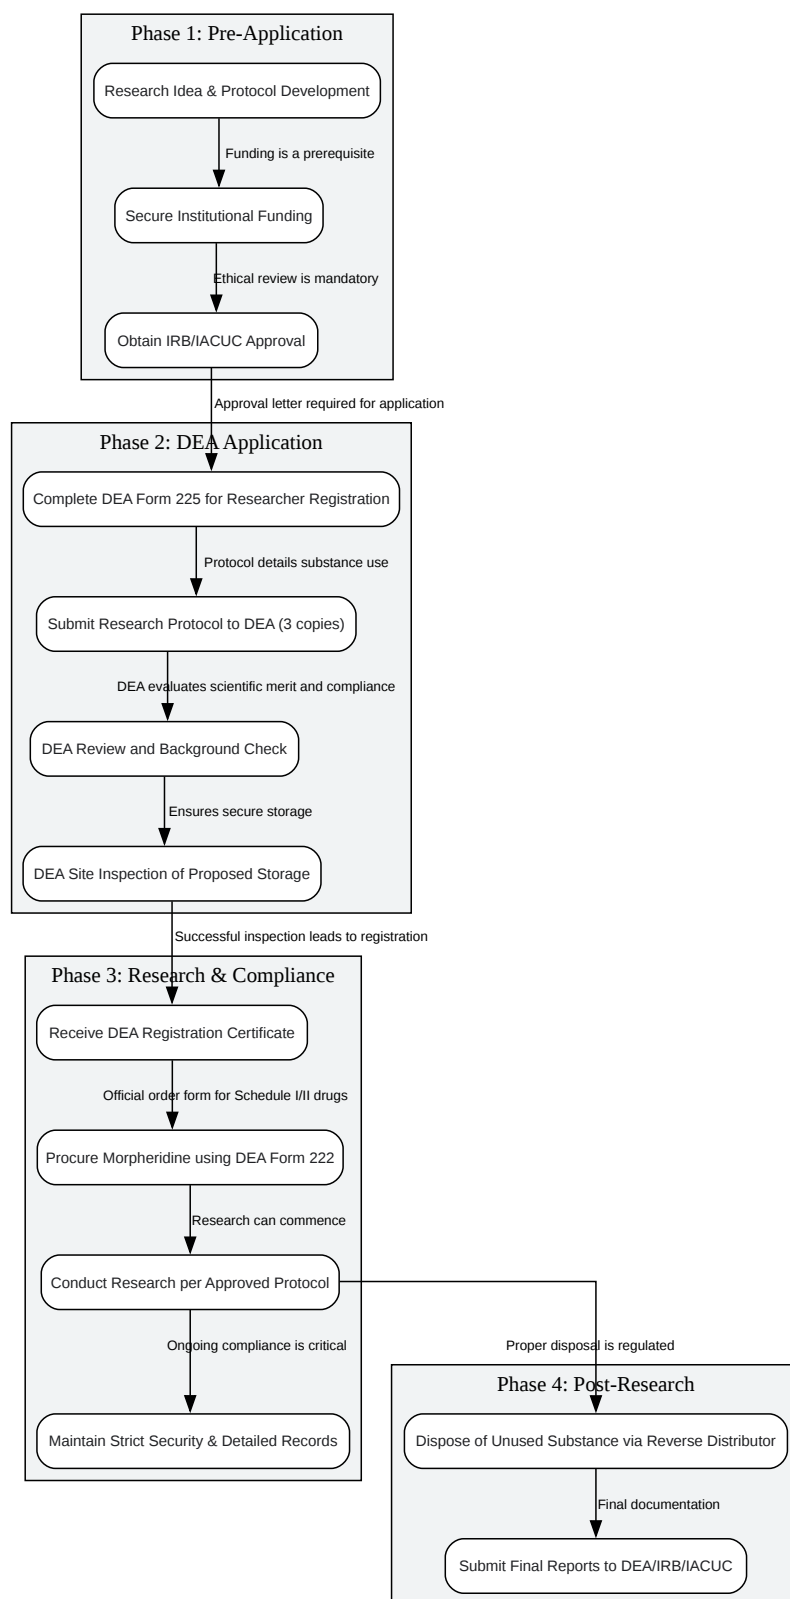 Phase 1: Pre-Application
Research Idea & Protocol Development
Funding is a prerequisite
Secure Institutional Funding
Ethical review is mandatory
Obtain IRB/IACUC Approval
Approval letter required for application
Phase 2: DEA Application
Complete DEA Form 225 for Researcher Registration
Protocol details substance use
Submit Research Protocol to DEA (3 copies)
DEA evaluates scientific merit and compliance
DEA Review and Background Check
Ensures secure storage
DEA Site Inspection of Proposed Storage
Successful inspection leads to registration
Phase 3: Research & Compliance
Receive DEA Registration Certificate
Official order form for Schedule I/II drugs
Procure Morpheridine using DEA Form 222
Research can commence
Conduct Research per Approved Protocol
Ongoing compliance is critical
Maintain Strict Security & Detailed Records
Proper disposal is regulated
Phase 4: Post-Research
Dispose of Unused Substance via Reverse Distributor
Final documentation
Submit Final Reports to DEA/IRB/IACUC